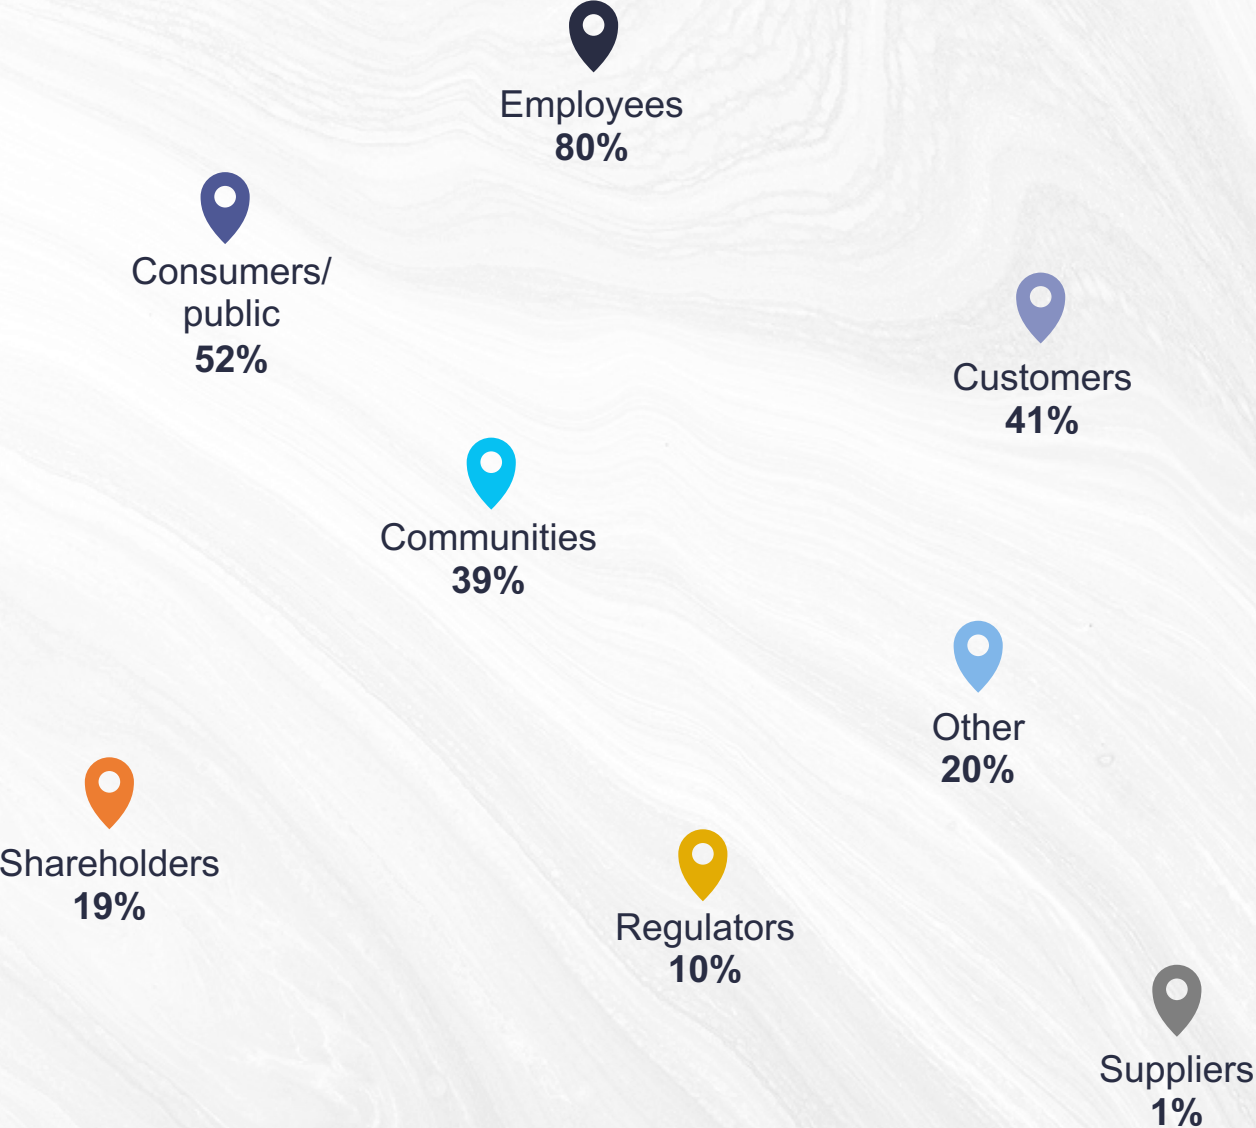 Employees
80%
Consumers/
public
52%
Customers
41%
Communities
39%
Other
20%
Shareholders
19%
Regulators
10%
Suppliers
1%